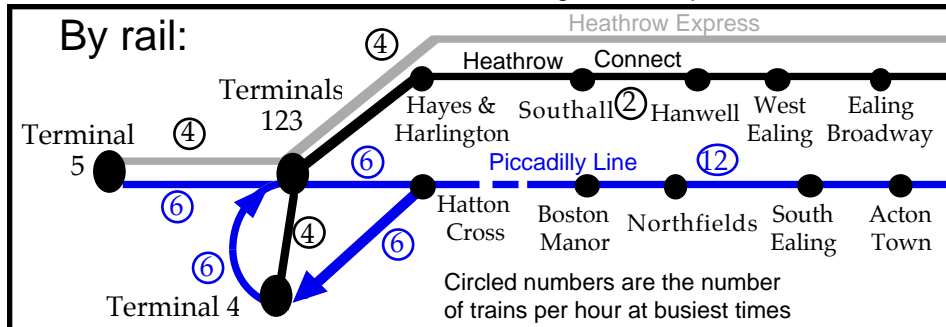 Heathrow Express
By rail:
4
Heathrow Connect
Terminals
123
Hayes &
Harlington
Southall
2
Hanwell
West
Ealing
Ealing
Broadway
Terminal
5
4
6
6
Piccadilly Line
12
Hatton
Cross
Boston
Manor
Northfields
South
Ealing
Acton
Town
4
6
6
Terminal 4
Circled numbers are the number
of trains per hour at busiest times